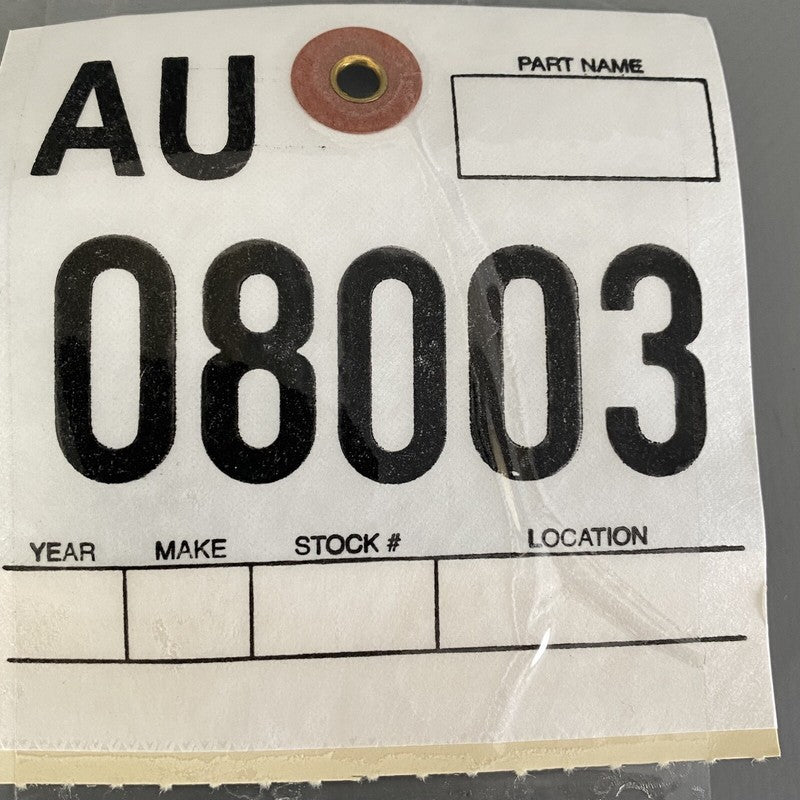 AU
PART NAME
08003
YEAR MAKE STOCK # LOCATION